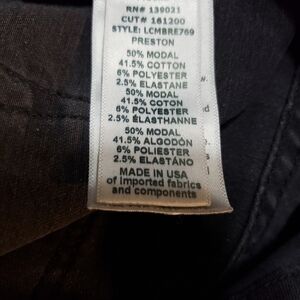 RN# 139021
CUT# 161200
STYLE: LCMBRE769
PRESTON
50% MODAL
41.5% COTTON
6% POLYESTER
2.5% ELASTANE
50% MODAL
41.5% COTON
6% POLYESTER
2.5% ÉLASTHANNE
50% MODAL
41.5% ALGODÓN
6% POLIESTER
2.5% ELASTÁNO
MADE IN USA
of imported fabrics
and components